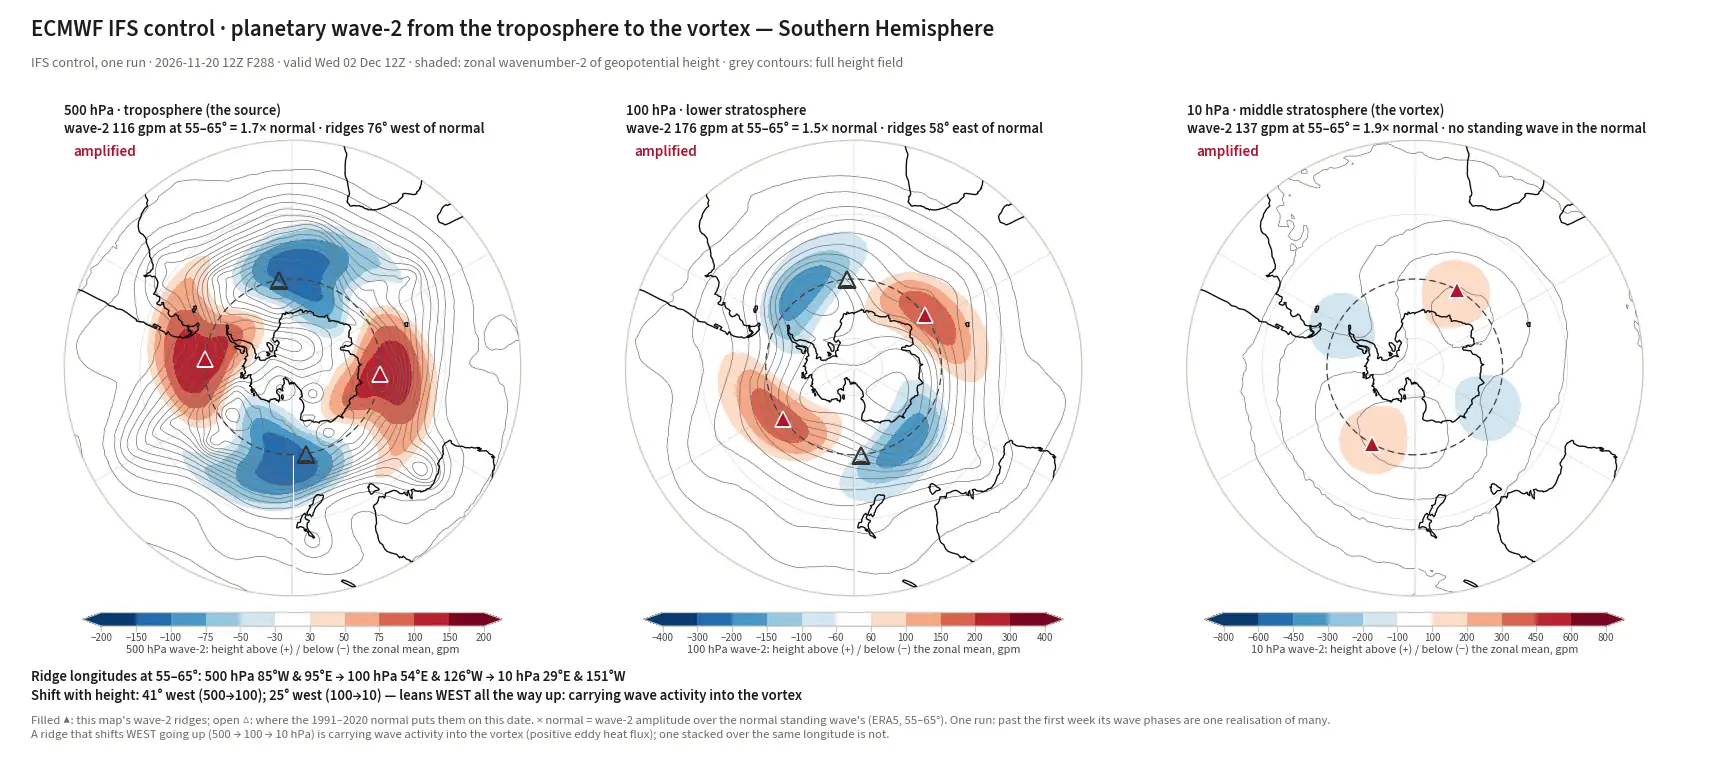 ECMWF IFS control · planetary wave-2 from the troposphere to the vortex — Southern Hemisphere
IFS control, one run · 2026-11-20 12Z F288 · valid Wed 02 Dec 12Z · shaded: zonal wavenumber-2 of geopotential height · grey contours: full height field
500 hPa · troposphere (the source)
wave-2 116 gpm at 55–65° = 1.7× normal · ridges 76° west of normal
amplified
100 hPa · lower stratosphere
wave-2 176 gpm at 55–65° = 1.5× normal · ridges 58° east of normal
amplified
10 hPa · middle stratosphere (the vortex)
wave-2 137 gpm at 55–65° = 1.9× normal · no standing wave in the normal
amplified
−200 −150 −100 −75 −50 −30 30 50 75 100 150 200
500 hPa wave-2: height above (+) / below (−) the zonal mean, gpm
−400 −300 −200 −150 −100 −60 60 100 150 200 300 400
100 hPa wave-2: height above (+) / below (−) the zonal mean, gpm
−800 −600 −450 −300 −200 −100 100 200 300 450 600 800
10 hPa wave-2: height above (+) / below (−) the zonal mean, gpm
Ridge longitudes at 55–65°: 500 hPa 85°W & 95°E → 100 hPa 54°E & 126°W → 10 hPa 29°E & 151°W
Shift with height: 41° west (500→100); 25° west (100→10) — leans WEST all the way up: carrying wave activity into the vortex
Filled ▲: this map's wave-2 ridges; open △: where the 1991–2020 normal puts them on this date. × normal = wave-2 amplitude over the normal standing wave's (ERA5, 55–65°). One run: past the first week its wave phases are one realisation of many.
A ridge that shifts WEST going up (500 → 100 → 10 hPa) is carrying wave activity into the vortex (positive eddy heat flux); one stacked over the same longitude is not.